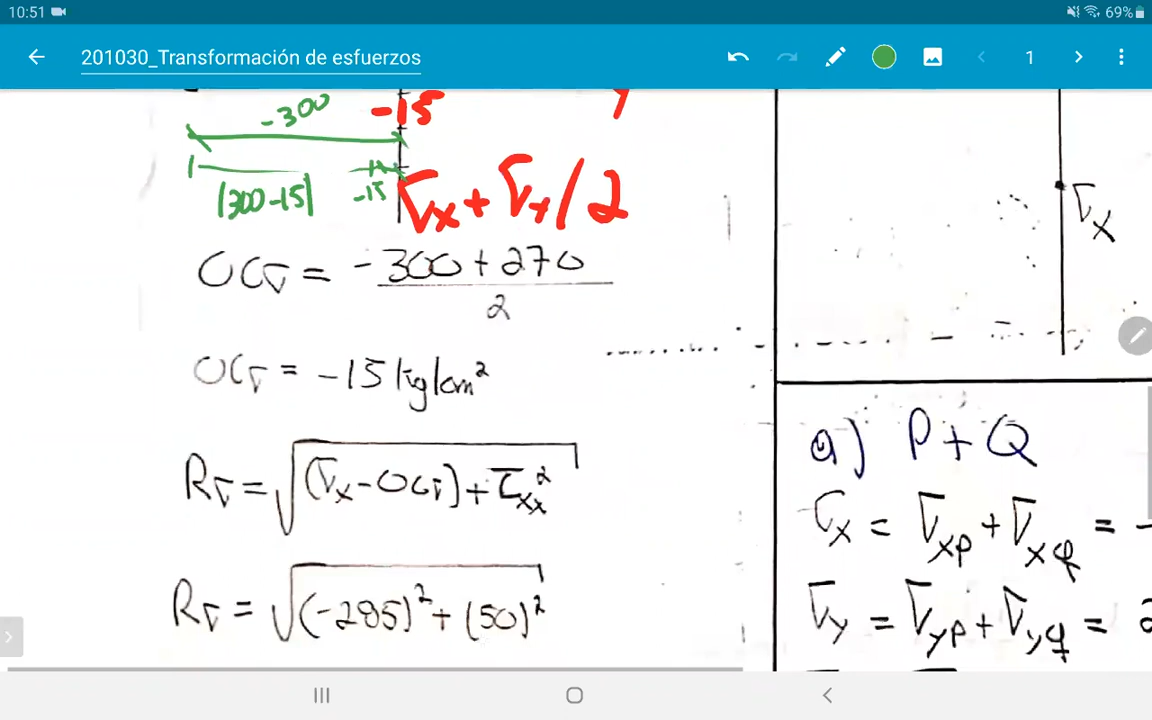 10:51 69%
201030_Transformación de esfuerzos 1
-300 -15 y
|300-15| -15 σx + σy/2
OCσ = -300 + 270
2
OCσ = -15 kg/cm²
Rσ = √(σx - OCσ) + τxx²
Rσ = √(-285)² + (50)²
σx
a) P + Q
σx = σxp + σxq = -
σy = σyp + σyq = 2